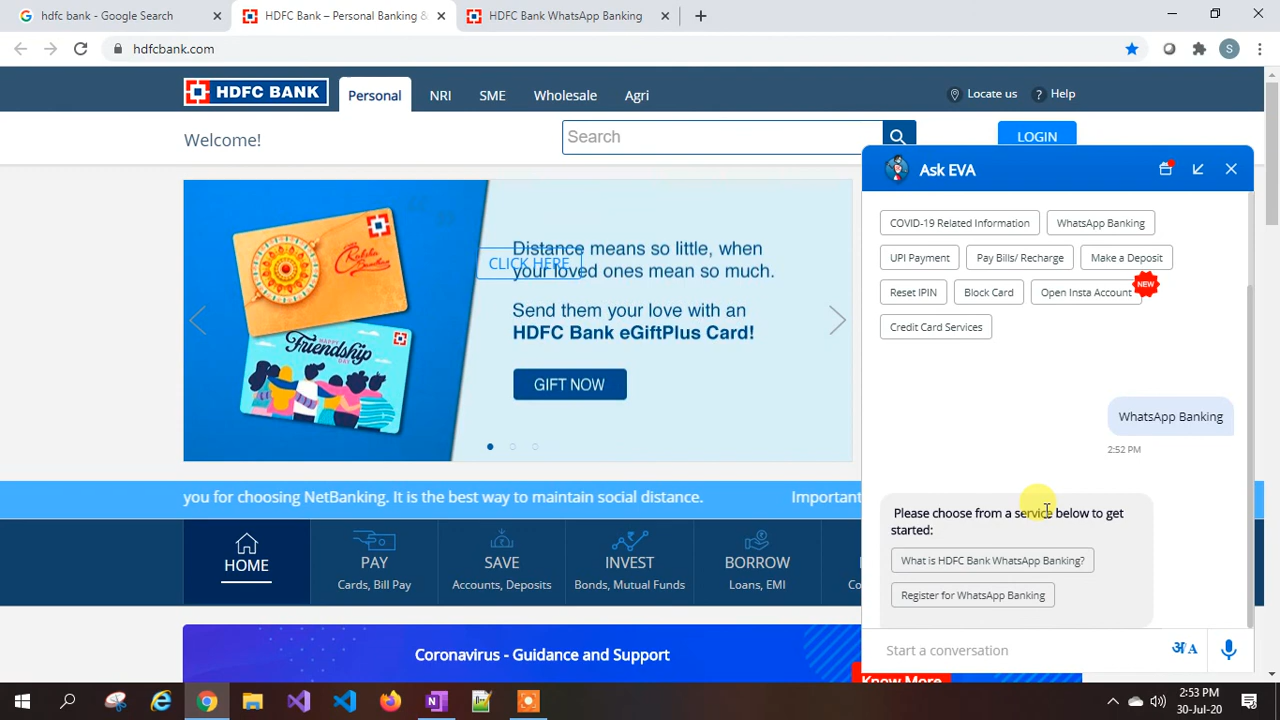 hdfc bank - Google Search
HDFC Bank – Personal Banking &
HDFC Bank WhatsApp Banking
hdfcbank.com
S
HDFC BANK
Personal
NRI
SME
Wholesale
Agri
Locate us
? Help
Welcome!
Search
LOGIN
Ask EVA
COVID-19 Related Information
WhatsApp Banking
UPI Payment
Pay Bills/ Recharge
Make a Deposit
NEW
Reset IPIN
Block Card
Open Insta Account
Credit Card Services
Happy
Friendship
DAY
CLICK HERE
Distance means so little, when
your loved ones mean so much.
Send them your love with an
HDFC Bank eGiftPlus Card!
GIFT NOW
WhatsApp Banking
2:52 PM
you for choosing NetBanking. It is the best way to maintain social distance.
Important
Please choose from a service below to get
started:
What is HDFC Bank WhatsApp Banking?
Register for WhatsApp Banking
HOME
PAY
Cards, Bill Pay
SAVE
Accounts, Deposits
INVEST
Bonds, Mutual Funds
BORROW
Loans, EMI
Start a conversation
अA
Coronavirus - Guidance and Support
Know More
2:53 PM
30-Jul-20